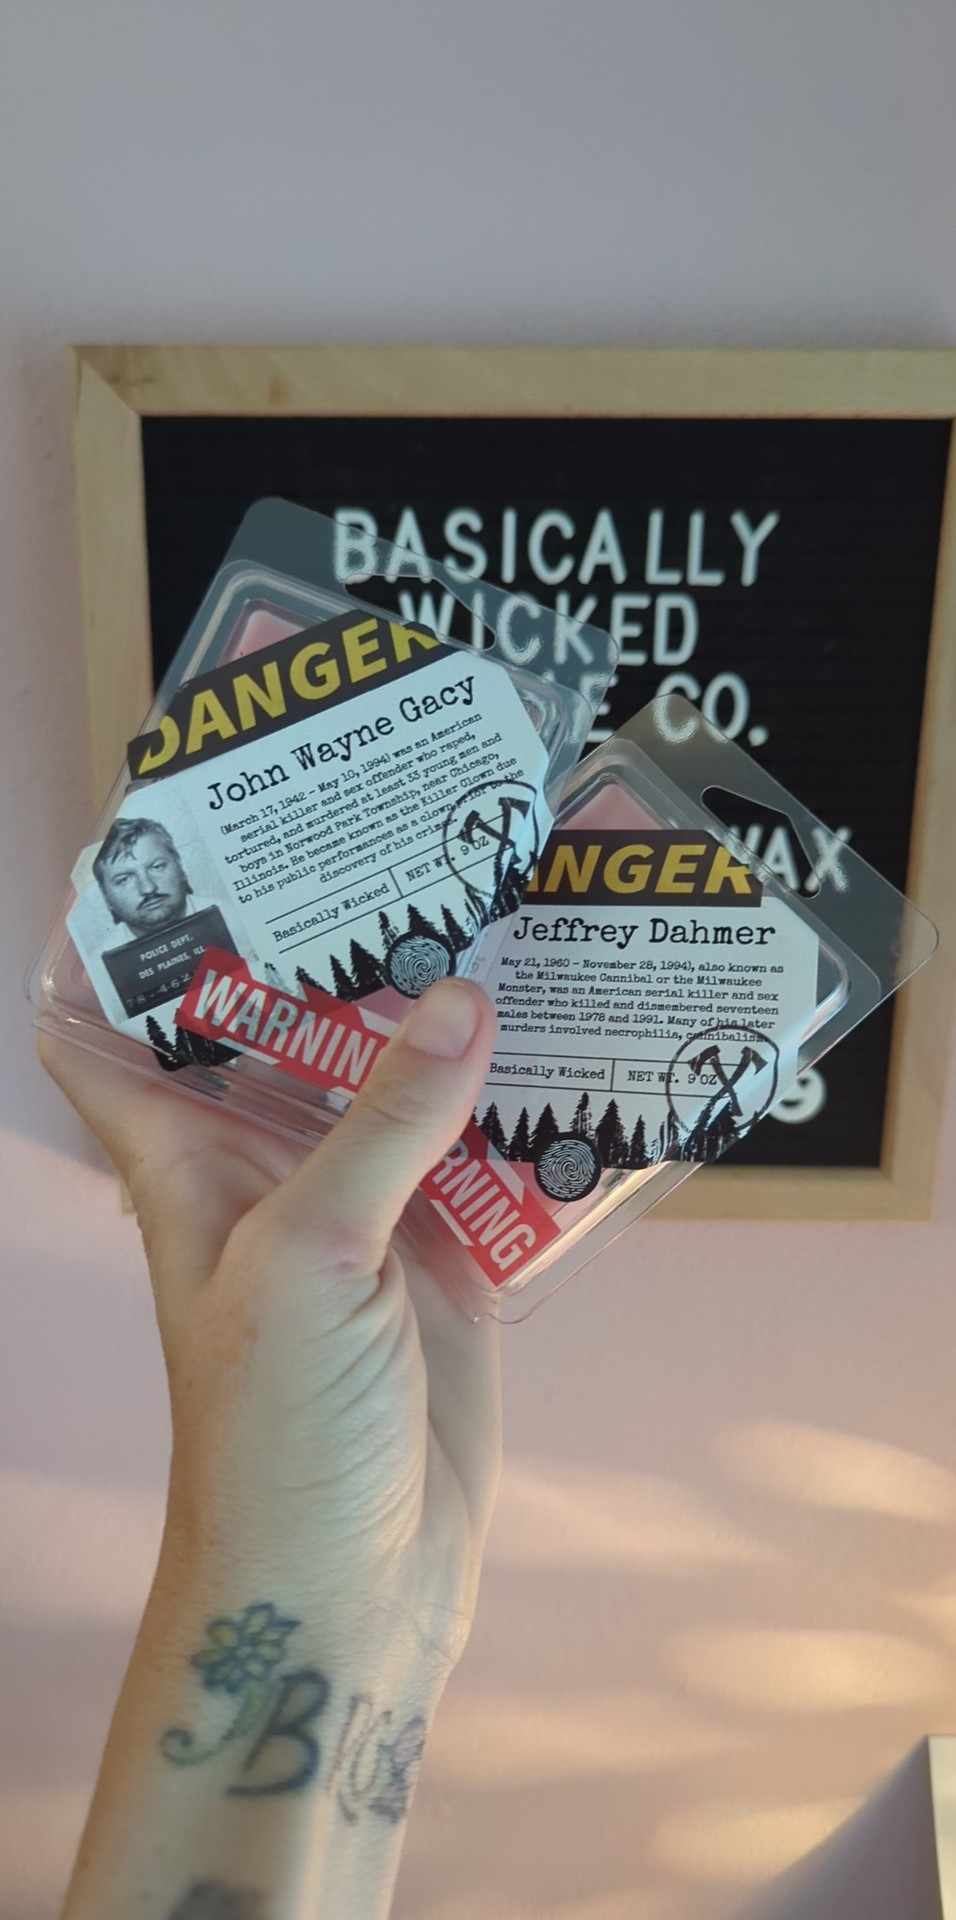 BASICALLY
WICKED
E CO.
WAX
DANGER
John Wayne Gacy
(March 17, 1942 - May 10, 1994) was an American
serial killer and sex offender who raped,
tortured, and murdered at least 33 young men and
boys in Norwood Park Township, near Chicago,
Illinois. He became known as the Killer Clown due
to his public performances as a clown prior to the
discovery of his crimes.
Basically Wicked
NET WT. 9 OZ
POLICE DEPT.
DES PLAINES, ILL
78-462
WARNIN
ANGER
Jeffrey Dahmer
May 21, 1960 - November 28, 1994), also known as
the Milwaukee Cannibal or the Milwaukee
Monster, was an American serial killer and sex
offender who killed and dismembered seventeen
males between 1978 and 1991. Many of his later
murders involved necrophilia, cannibalism,
Basically Wicked
NET WT. 9 OZ
RNING
B